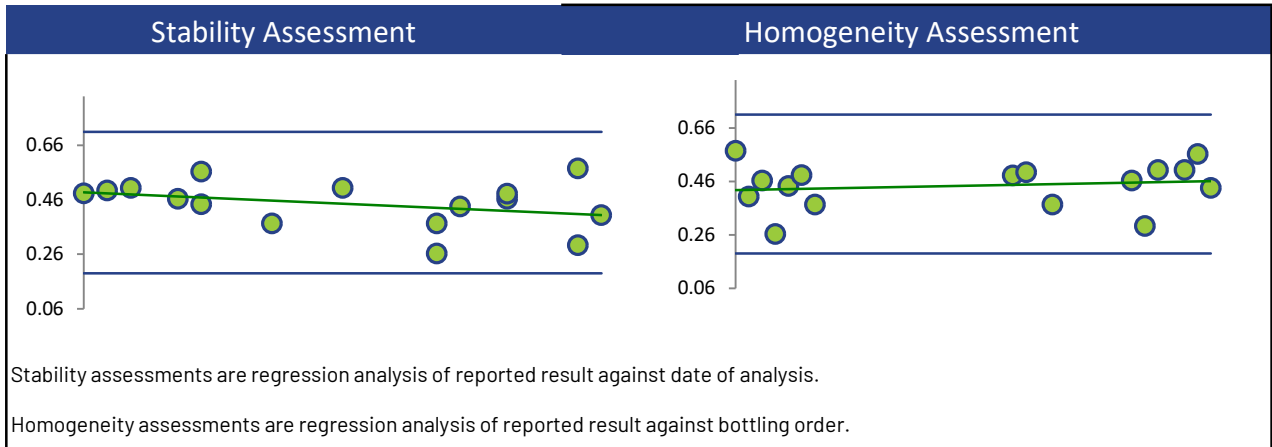 Stability Assessment
Homogeneity Assessment
0.66
0.46
0.26
0.06
0.66
0.46
0.26
0.06
Stability assessments are regression analysis of reported result against date of analysis.
Homogeneity assessments are regression analysis of reported result against bottling order.